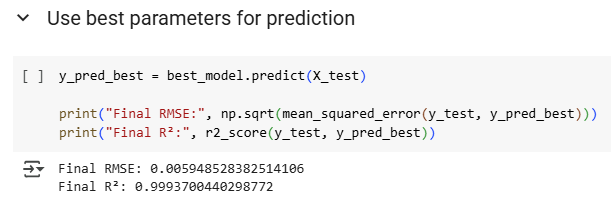 Use best parameters for prediction
[ ] y_pred_best = best_model.predict(X_test)
print("Final RMSE:", np.sqrt(mean_squared_error(y_test, y_pred_best)))
print("Final R²:", r2_score(y_test, y_pred_best))
Final RMSE: 0.005948528382514106
Final R²: 0.9993700440298772